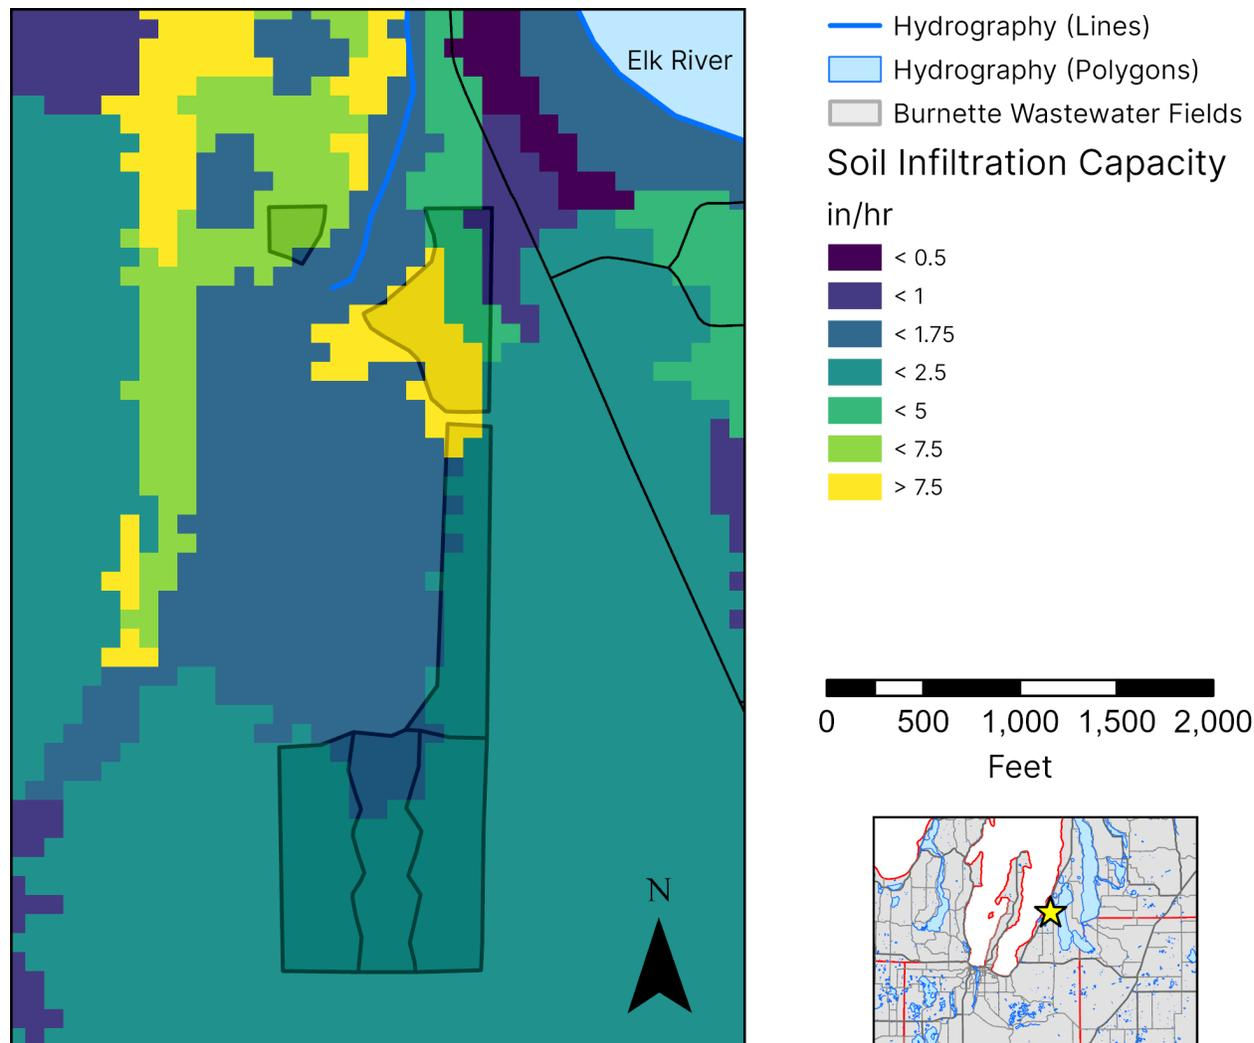 Elk River
N
Hydrography (Lines)
Hydrography (Polygons)
Burnette Wastewater Fields
Soil Infiltration Capacity
in/hr
< 0.5
< 1
< 1.75
< 2.5
< 5
< 7.5
> 7.5
0 500 1,000 1,500 2,000
Feet